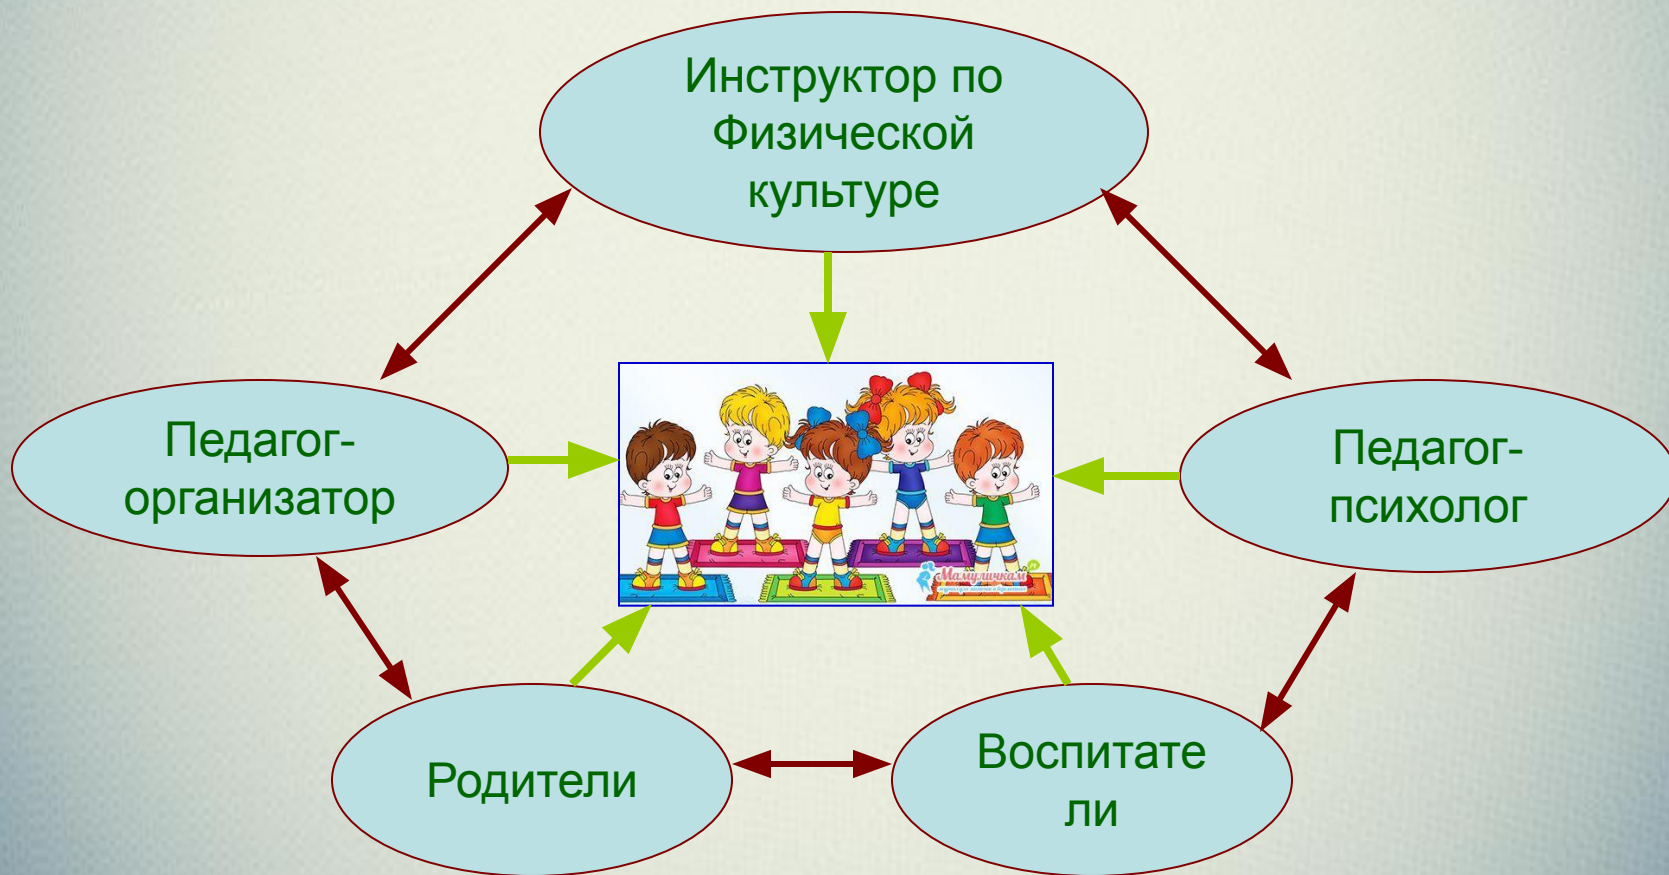 Инструктор по
Физической
культуре
Педагог-
организатор
Педагог-
психолог
Мамуличкам
Родители
Воспитате
ли